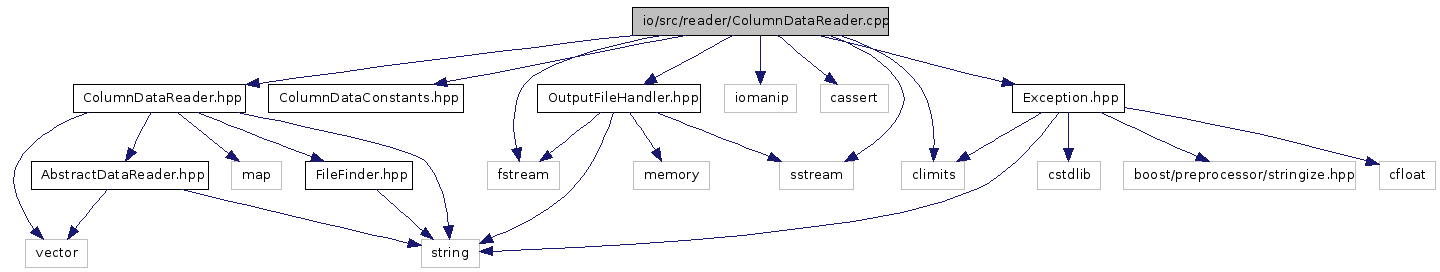 io/src/reader/ColumnDataReader.cpp
ColumnDataReader.hpp
ColumnDataConstants.hpp
OutputFileHandler.hpp
iomanip
cassert
Exception.hpp
AbstractDataReader.hpp
map
FileFinder.hpp
fstream
memory
sstream
climits
cstdlib
boost/preprocessor/stringize.hpp
cfloat
vector
string